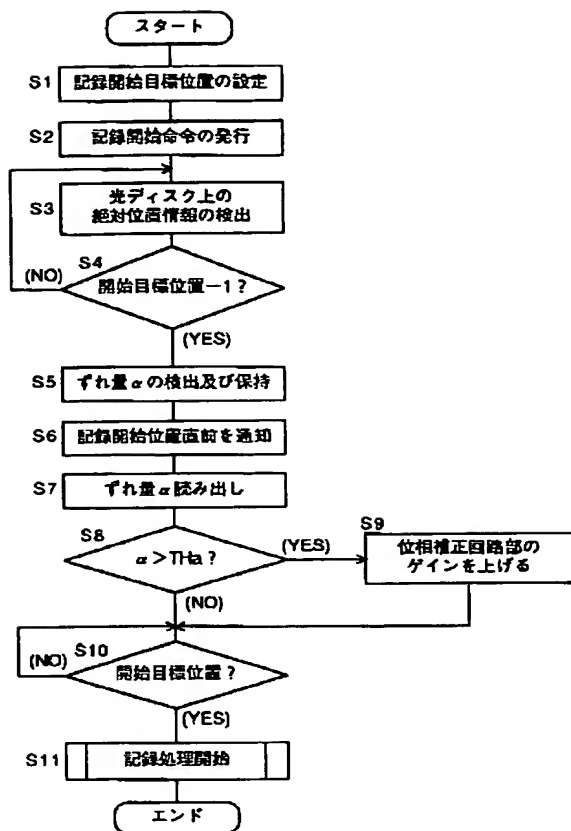 スタート
S1
記録開始目標位置の設定
S2
記録開始命令の発行
S3
光ディスク上の
絶対位置情報の検出
S4
(NO)
開始目標位置－1？
(YES)
S5
ずれ量αの検出及び保持
S6
記録開始位置直前を通知
S7
ずれ量α読み出し
S8
α＞THa？
(YES)
S9
位相補正回路部の
ゲインを上げる
(NO)
S10
(NO)
開始目標位置？
(YES)
S11
記録処理開始
エンド